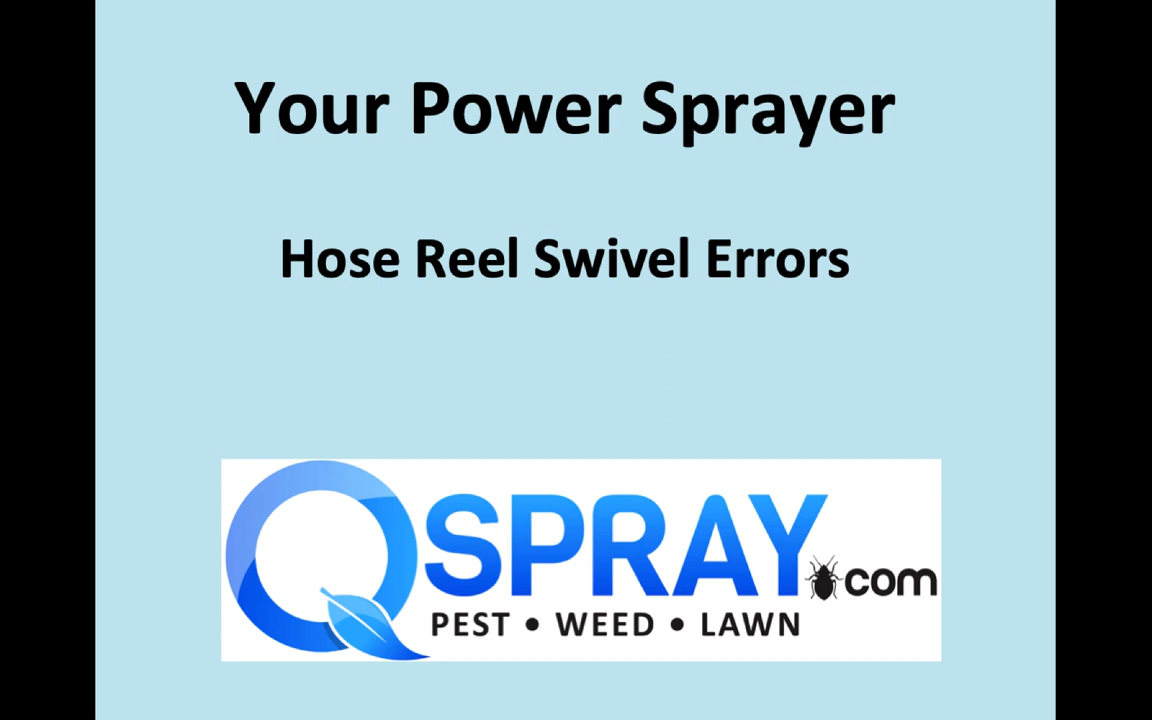 Your Power Sprayer
Hose Reel Swivel Errors
QSPRAY.com
PEST • WEED • LAWN